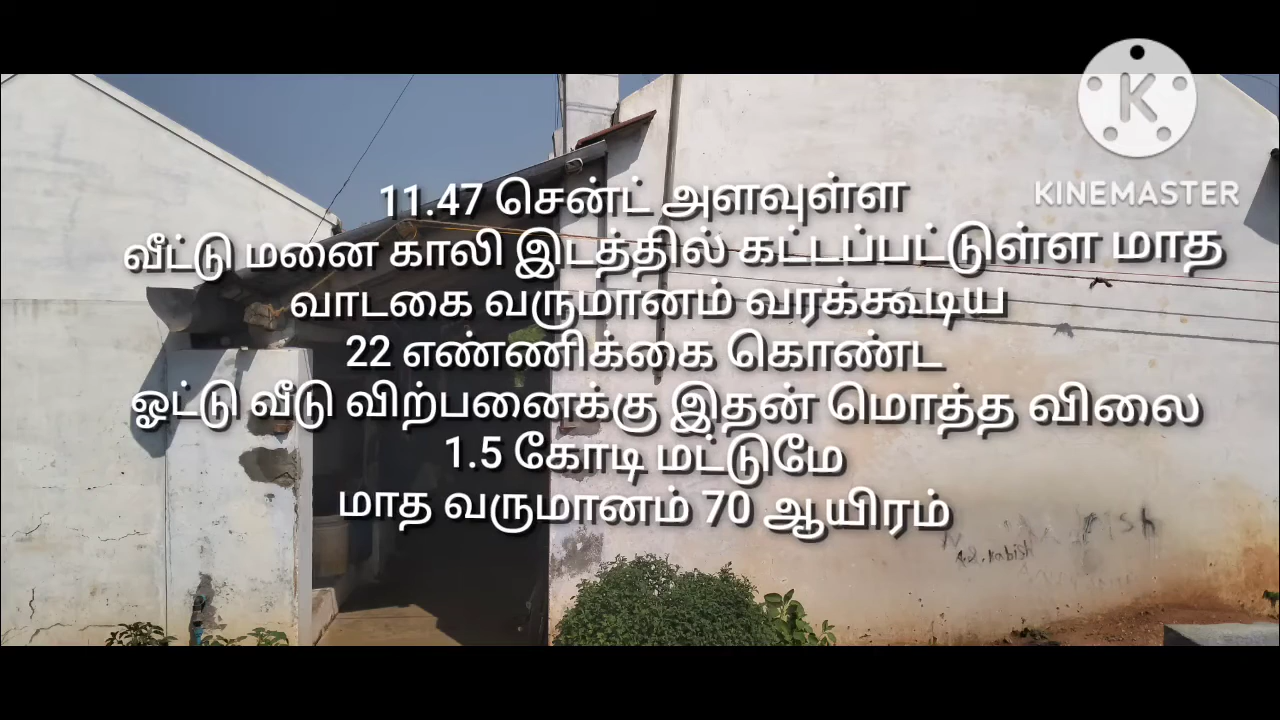 11.47 சென்ட் அளவுள்ள
வீட்டு மனை காலி இடத்தில் கட்டப்பட்டுள்ள மாத
வாடகை வருமானம் வரக்கூடிய
22 எண்ணிக்கை கொண்ட
ஓட்டு வீடு விற்பனைக்கு இதன் மொத்த விலை
1.5 கோடி மட்டுமே
மாத வருமானம் 70 ஆயிரம்
K
KINEMASTER